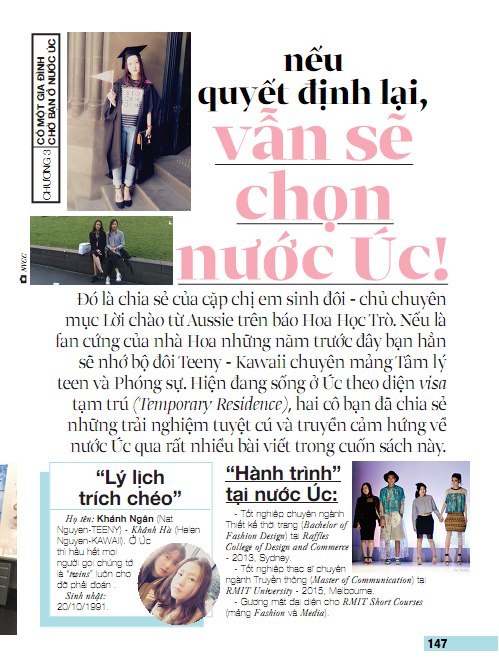 CHƯƠNG 3
CÓ MỘT GIA ĐÌNH
CHỜ BẠN Ở NƯỚC ÚC
nếu
quyết định lại,
vẫn sẽ
chọn
nước Úc!
NVCC
Đó là chia sẻ của cặp chị em sinh đôi - chủ chuyên
mục Lời chào từ Aussie trên báo Hoa Học Trò. Nếu là
fan cứng của nhà Hoa những năm trước đây bạn hẳn
sẽ nhớ bộ đôi Teeny - Kawaii chuyên mảng Tâm lý
teen và Phóng sự. Hiện đang sống ở Úc theo diện visa
tạm trú (Temporary Residence), hai cô bạn đã chia sẻ
những trải nghiệm tuyệt cú và truyền cảm hứng về
nước Úc qua rất nhiều bài viết trong cuốn sách này.
“Lý lịch
trích chéo”
Họ tên: Khánh Ngân (Nat
Nguyen-TEENY) - Khánh Hà (Helen
Nguyen-KAWAII). Ở Úc
thì hầu hết mọi
người gọi chúng tớ
là “twins” luôn cho
đỡ phải đoán.
Sinh nhật:
20/10/1991.
“Hành trình”
tại nước Úc:
- Tốt nghiệp chuyên ngành
Thiết kế thời trang (Bachelor of
Fashion Design) tại Raffles
College of Design and Commerce
- 2013, Sydney.
- Tốt nghiệp thạc sĩ chuyên
ngành Truyền thông (Master of Communication) tại
RMIT University - 2015, Melbourne.
- Gương mặt đại diện cho RMIT Short Courses
(mảng Fashion và Media).
147